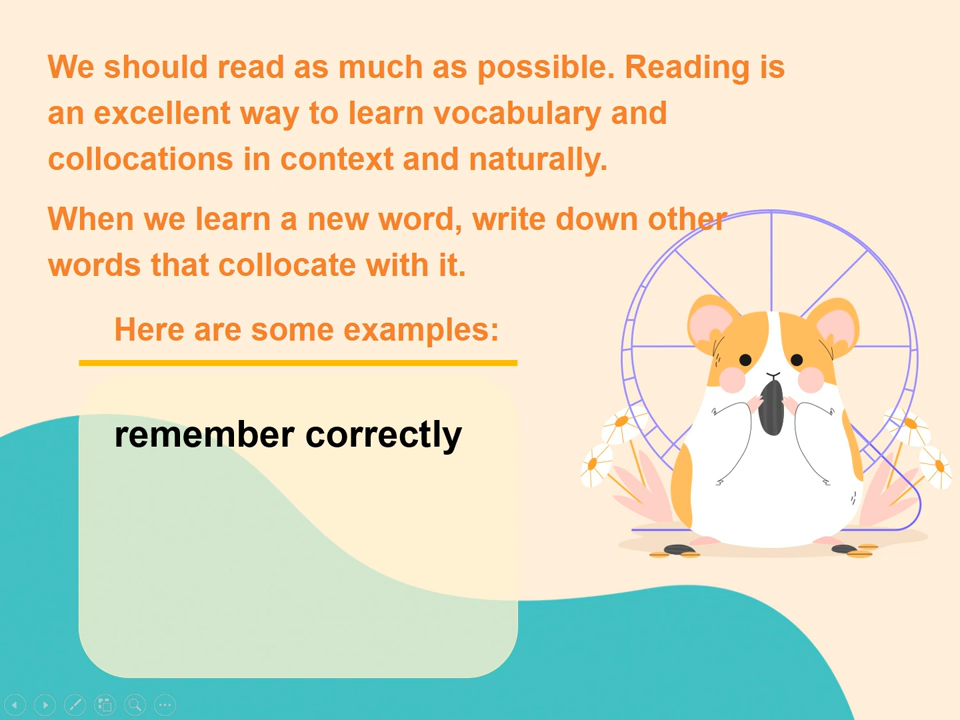 We should read as much as possible. Reading is
an excellent way to learn vocabulary and
collocations in context and naturally.
When we learn a new word, write down other
words that collocate with it.
Here are some examples:
remember correctly